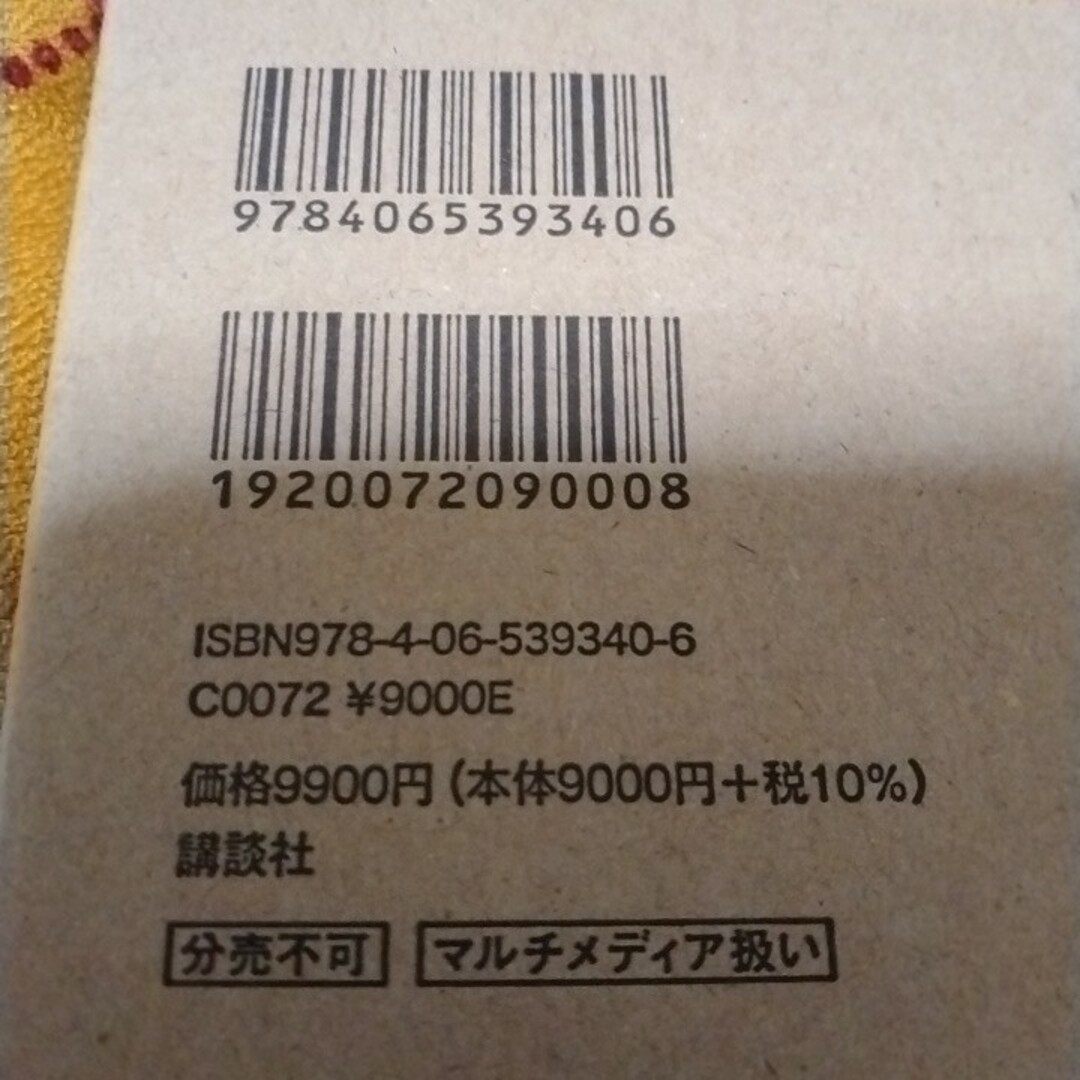 9784065393406
1920072090008
ISBN978-4-06-539340-6
C0072 ¥9000E
価格9900円(本体9000円+税10%)
講談社
分売不可 マルチメディア扱い